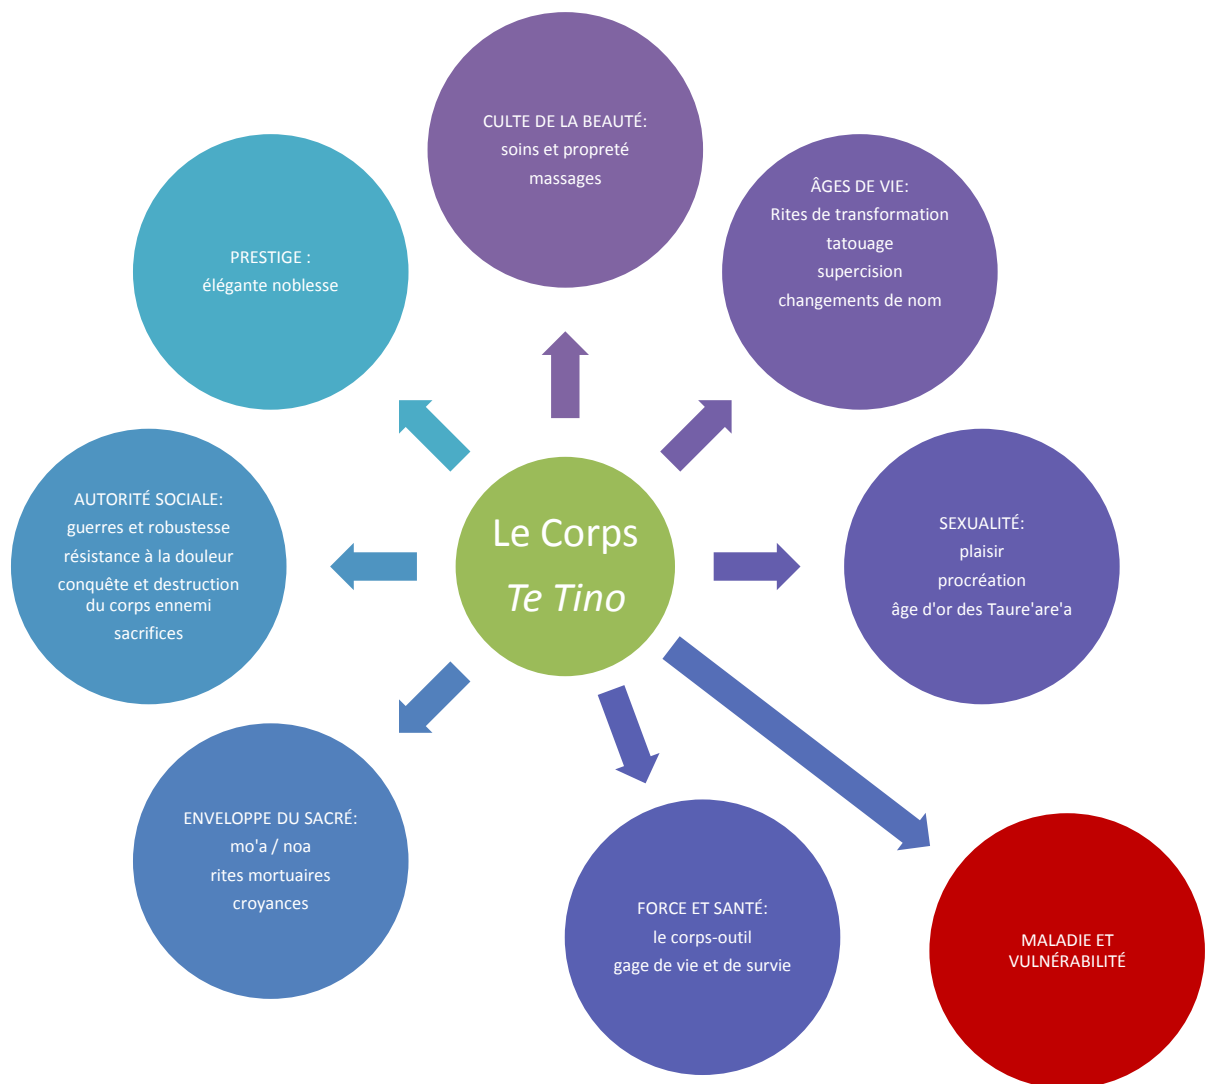 CULTE DE LA BEAUTÉ:
soins et propreté
massages
ÂGES DE VIE:
Rites de transformation
tatouage
supercision
changements de nom
PRESTIGE :
élégante noblesse
AUTORITÉ SOCIALE:
guerres et robustesse
résistance à la douleur
conquête et destruction
du corps ennemi
sacrifices
Le Corps
Te Tino
SEXUALITÉ:
plaisir
procréation
âge d'or des Taure'are'a
ENVELOPPE DU SACRÉ:
mo'a / noa
rites mortuaires
croyances
FORCE ET SANTÉ:
le corps-outil
gage de vie et de survie
MALADIE ET
VULNÉRABILITÉ